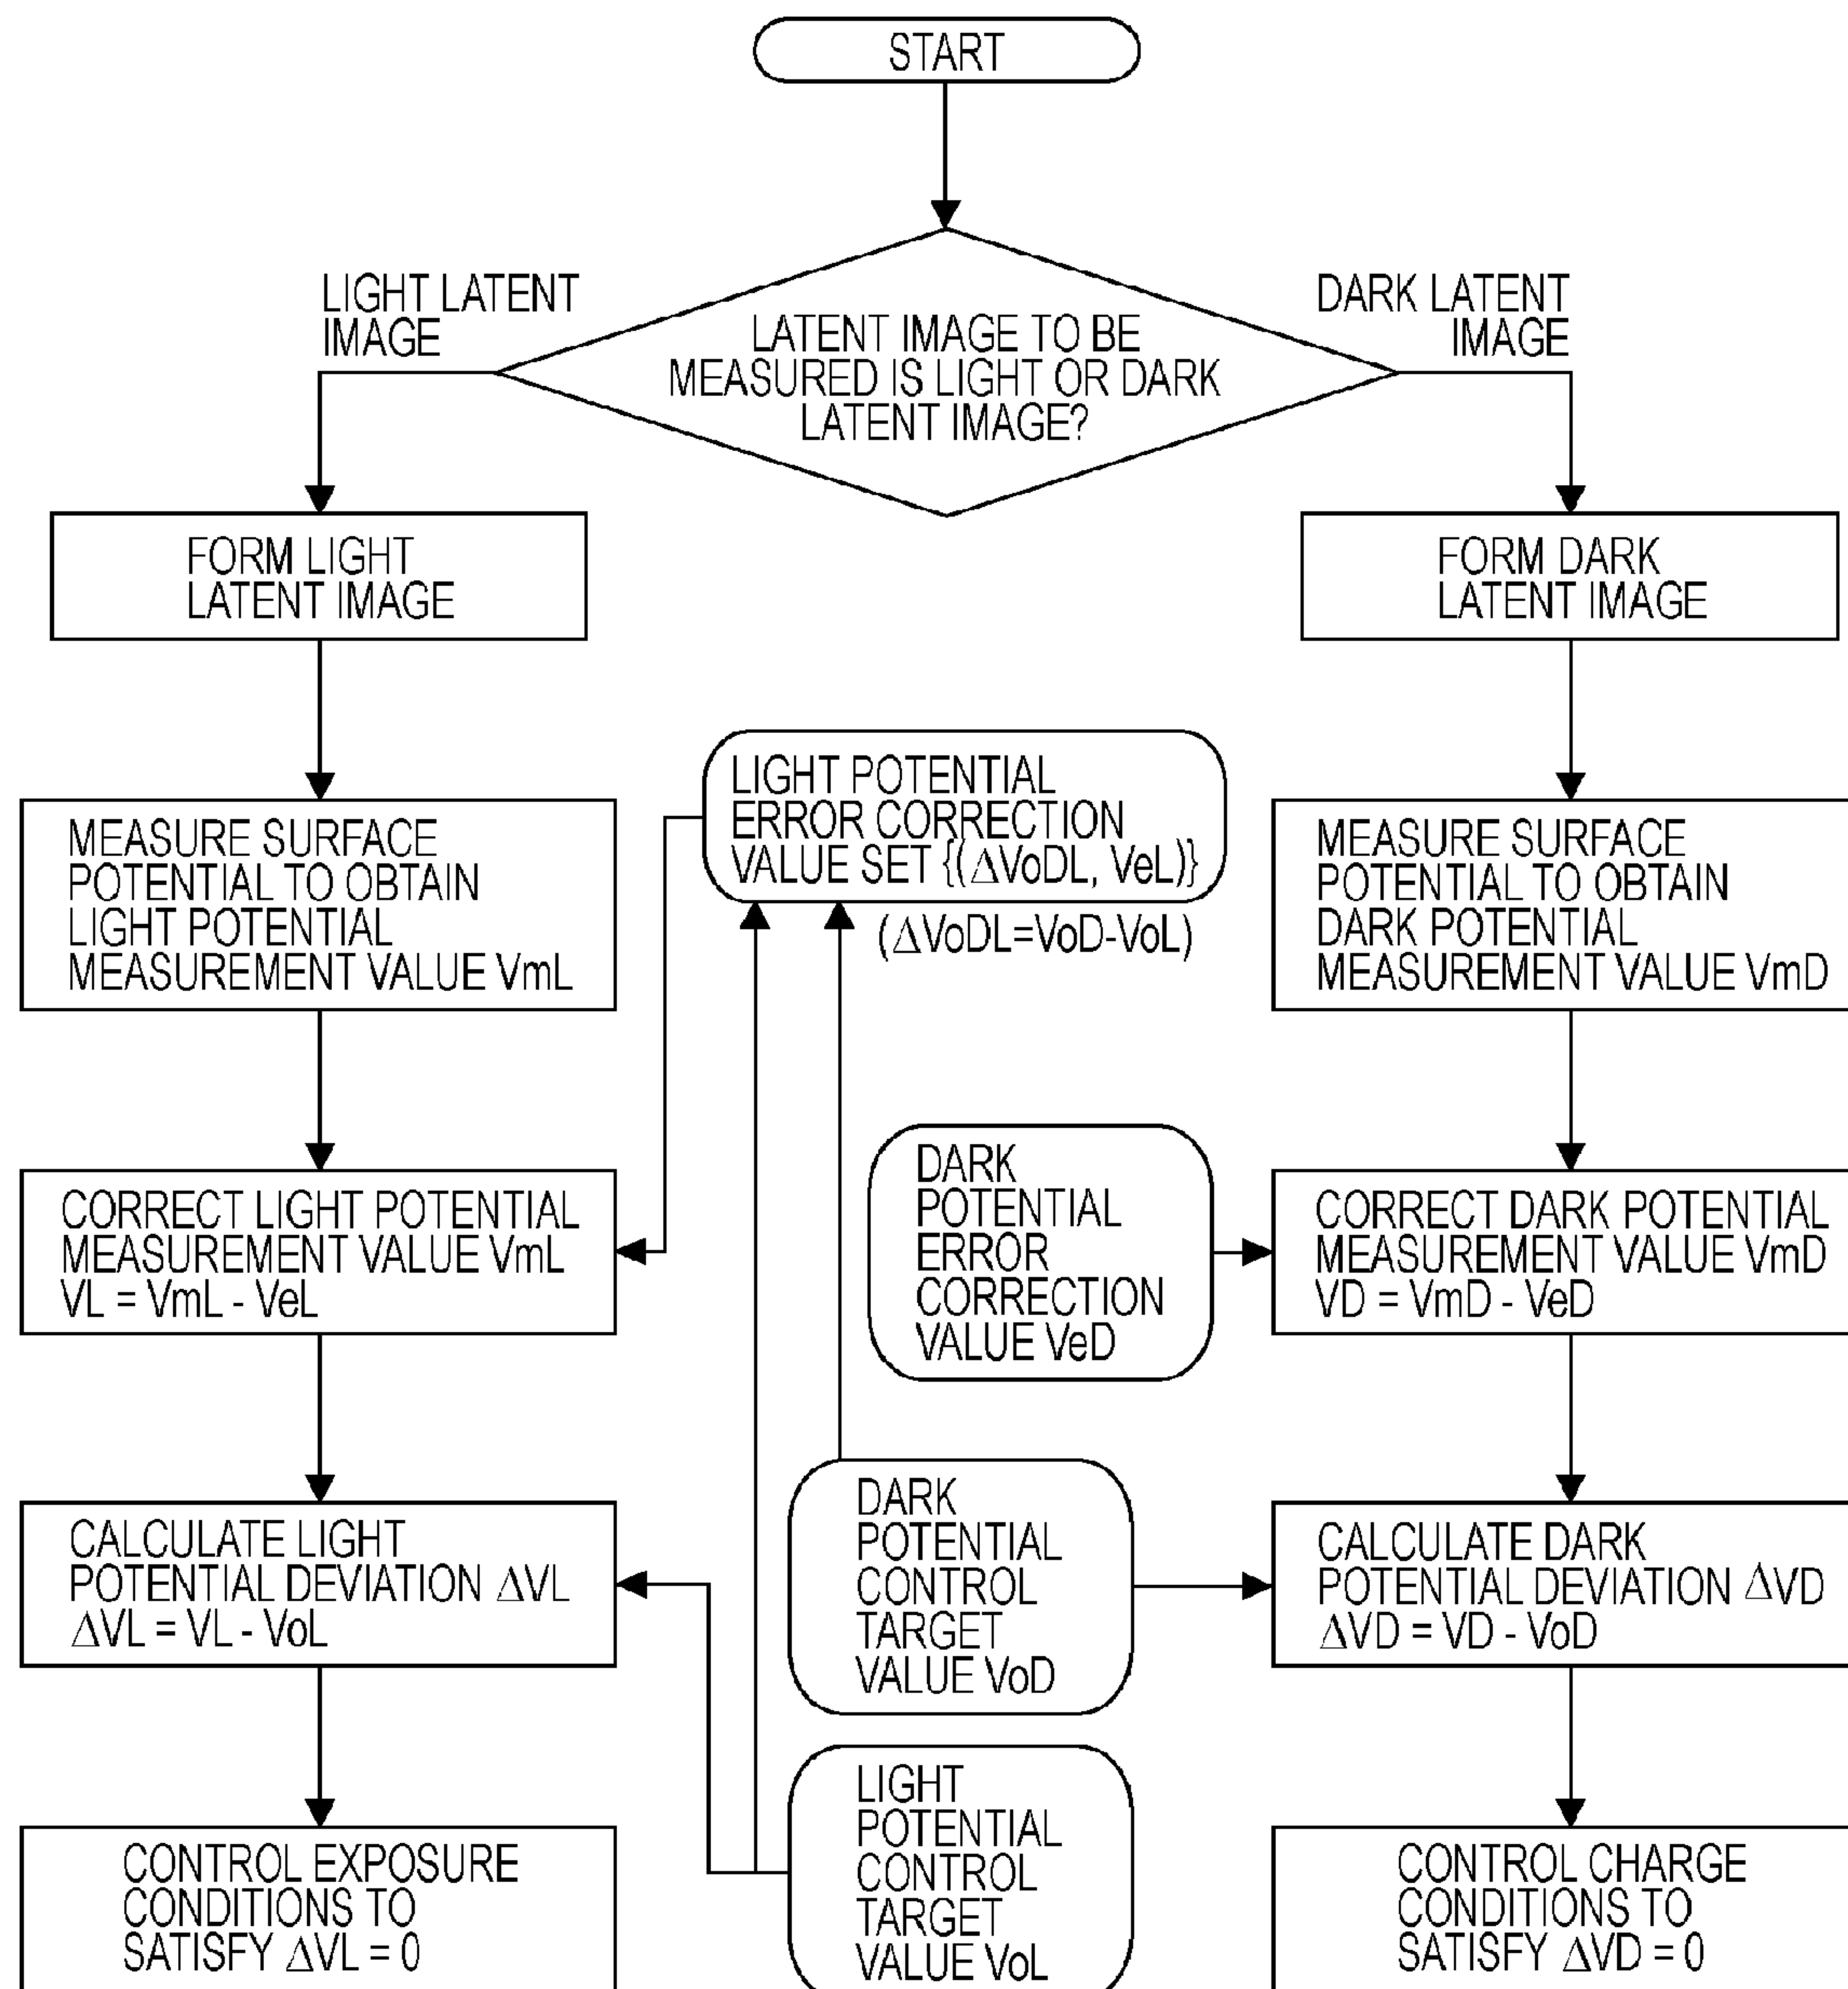 START
LIGHT LATENT
IMAGE
DARK LATENT
IMAGE
LATENT IMAGE TO BE
MEASURED IS LIGHT OR DARK
LATENT IMAGE?
FORM LIGHT
LATENT IMAGE
FORM DARK
LATENT IMAGE
LIGHT POTENTIAL
ERROR CORRECTION
VALUE SET {(ΔVoDL, VeL)}
(ΔVoDL=VoD-VoL)
MEASURE SURFACE
POTENTIAL TO OBTAIN
LIGHT POTENTIAL
MEASUREMENT VALUE VmL
MEASURE SURFACE
POTENTIAL TO OBTAIN
DARK POTENTIAL
MEASUREMENT VALUE VmD
DARK
POTENTIAL
ERROR
CORRECTION
VALUE VeD
CORRECT LIGHT POTENTIAL
MEASUREMENT VALUE VmL
VL = VmL - VeL
CORRECT DARK POTENTIAL
MEASUREMENT VALUE VmD
VD = VmD - VeD
DARK
POTENTIAL
CONTROL
TARGET
VALUE VoD
CALCULATE LIGHT
POTENTIAL DEVIATION ΔVL
ΔVL = VL - VoL
CALCULATE DARK
POTENTIAL DEVIATION ΔVD
ΔVD = VD - VoD
LIGHT
POTENTIAL
CONTROL
TARGET
VALUE VoL
CONTROL EXPOSURE
CONDITIONS TO
SATISFY ΔVL = 0
CONTROL CHARGE
CONDITIONS TO
SATISFY ΔVD = 0